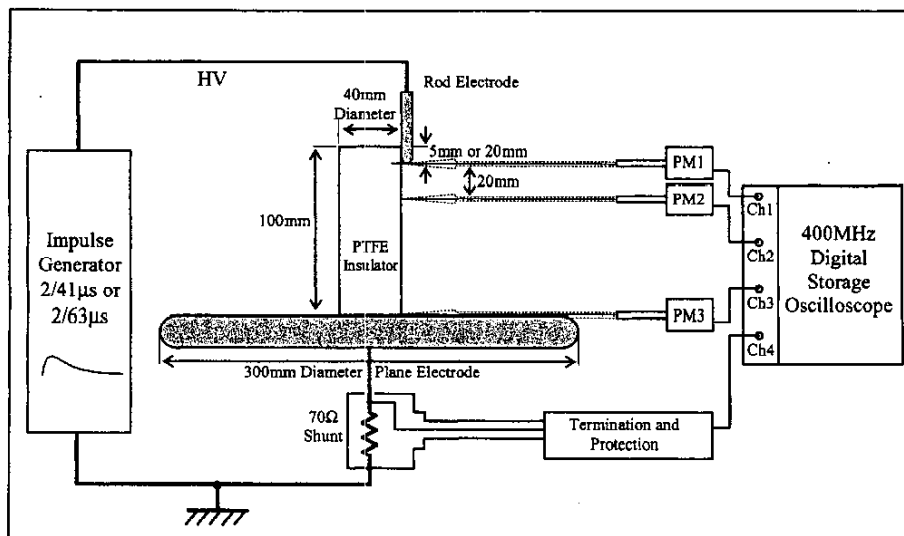 HV
Rod Electrode
40mm
Diameter
5mm or 20mm
PM1
20mm
PM2
Ch1
100mm
Impulse
Generator
2/41µs or
2/63µs
PTFE
Insulator
Ch2
400MHz
Digital
Storage
Oscilloscope
PM3
Ch3
Ch4
300mm Diameter Plane Electrode
70Ω
Shunt
Termination and
Protection